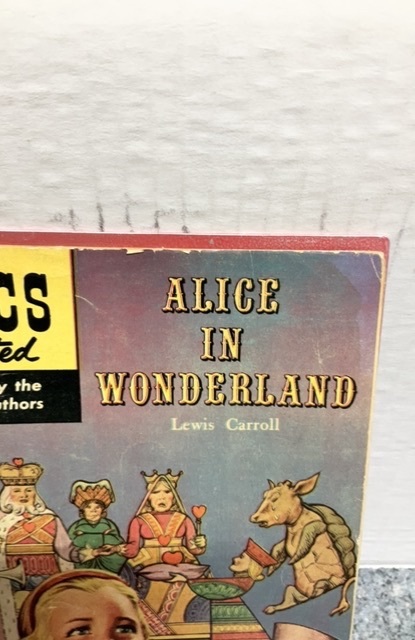 CS
ted
y the
uthors
ALICE
IN
WONDERLAND
Lewis Carroll